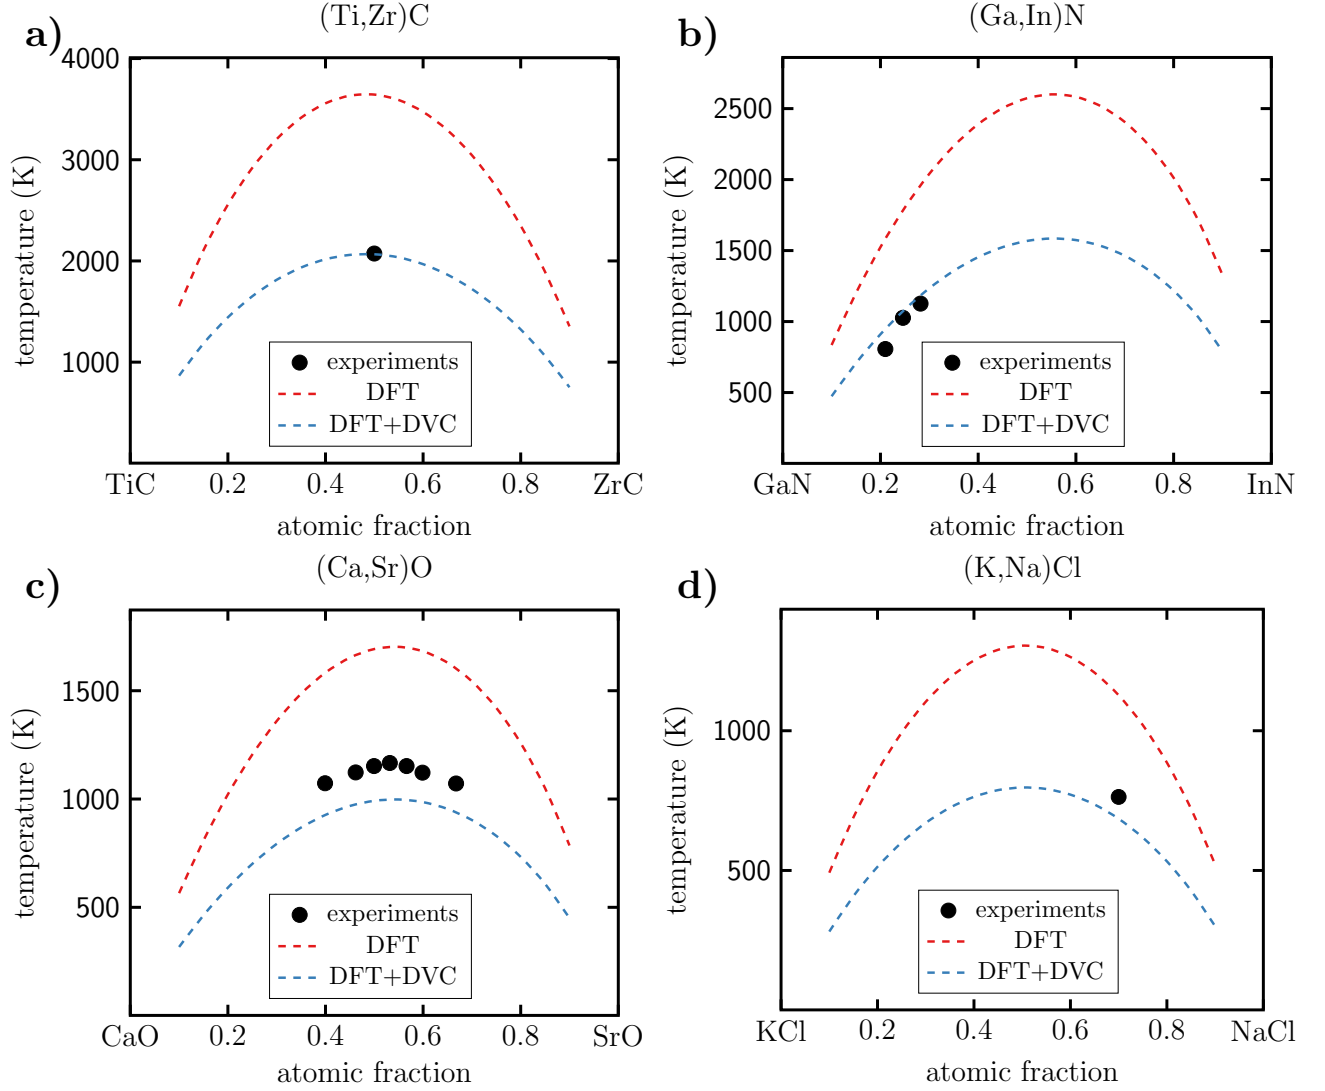 a)
(Ti,Zr)C
temperature (K)
4000
3000
2000
1000
experiments
DFT
DFT+DVC
TiC 0.2 0.4 0.6 0.8 ZrC
atomic fraction
b)
(Ga,In)N
temperature (K)
2500
2000
1500
1000
500
experiments
DFT
DFT+DVC
GaN 0.2 0.4 0.6 0.8 InN
atomic fraction
c)
(Ca,Sr)O
temperature (K)
1500
1000
500
experiments
DFT
DFT+DVC
CaO 0.2 0.4 0.6 0.8 SrO
atomic fraction
d)
(K,Na)Cl
temperature (K)
1000
500
experiments
DFT
DFT+DVC
KCl 0.2 0.4 0.6 0.8 NaCl
atomic fraction